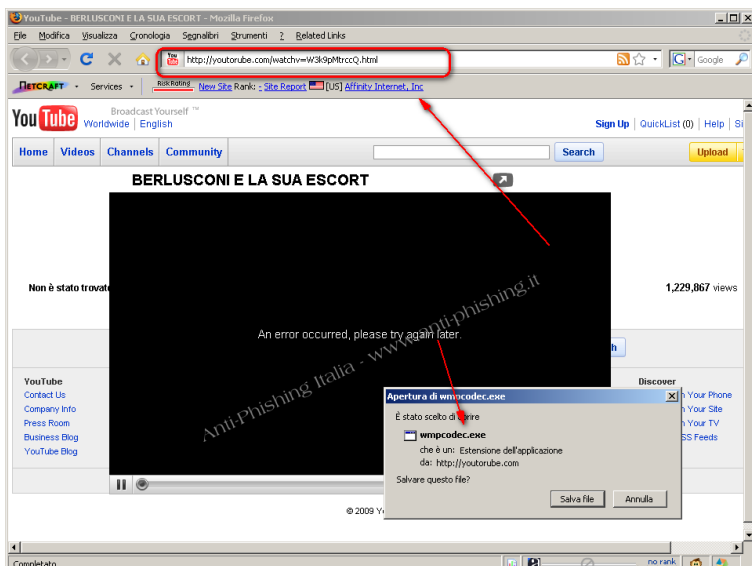 YouTube - BERLUSCONI E LA SUA ESCORT - Mozilla Firefox
File Modifica Visualizza Cronologia Segnalibri Strumenti ? Related Links
http://youtorube.com/watchv=W3k9pMtrccQ.html
Google
NETCRAFT Services Risk Rating New Site Rank: - Site Report [US] Affinity Internet, Inc
You Tube Broadcast Yourself ™
Worldwide | English
Sign Up | QuickList (0) | Help |
Home Videos Channels Community Search Upload
BERLUSCONI E LA SUA ESCORT
Non è stato
1,229,867 views
An error occurred, please try again later.
Anti-Phishing Italia - www.anti-phishing.it
YouTube
Contact Us
Company Info
Press Room
Business Blog
YouTube Blog
Discover
Your Phone
Your Site
Your TV
Feeds
Apertura di wmpcodec.exe
È stato scelto di aprire
wmpcodec.exe
che è un: Estensione dell'applicazione
da: http://youtorube.com
Salvare questo file?
Salva file Annulla
© 2009
Completato
no rank